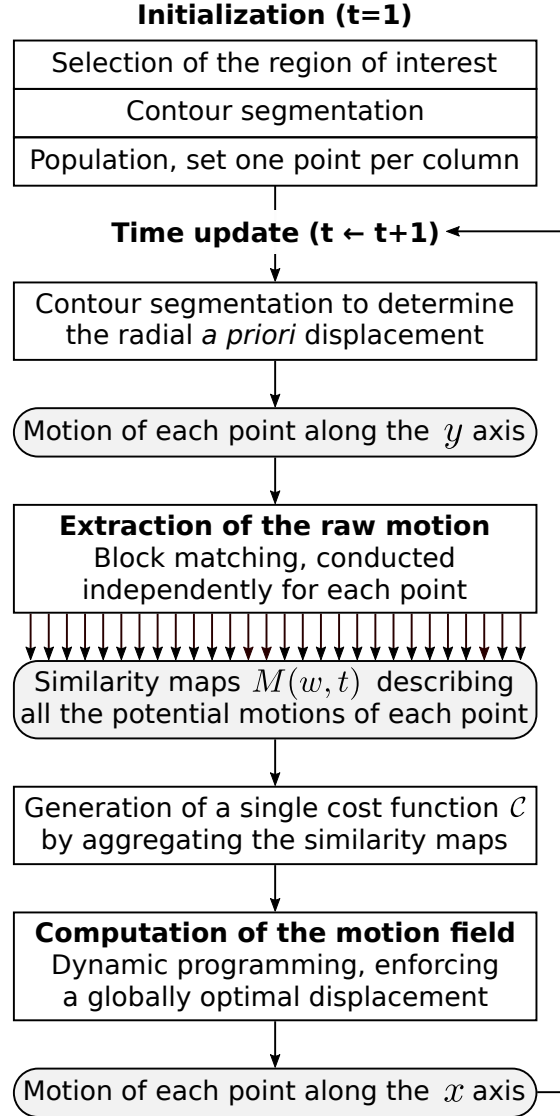 Initialization (t=1)
Selection of the region of interest
Contour segmentation
Population, set one point per column
Time update (t ← t+1)
Contour segmentation to determine
the radial a priori displacement
Motion of each point along the y axis
Extraction of the raw motion
Block matching, conducted
independently for each point
Similarity maps M(w, t) describing
all the potential motions of each point
Generation of a single cost function 𝒞
by aggregating the similarity maps
Computation of the motion field
Dynamic programming, enforcing
a globally optimal displacement
Motion of each point along the x axis